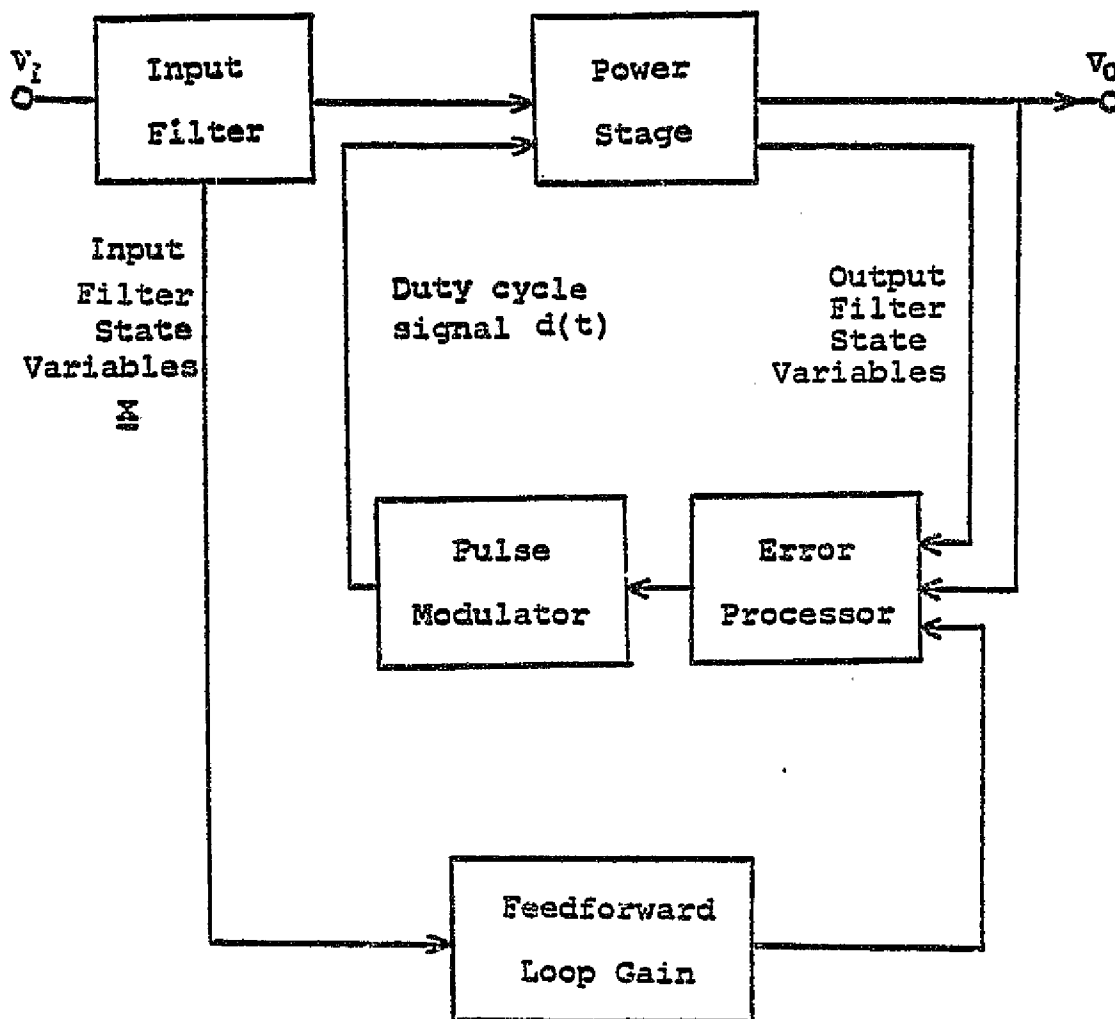 V_I
Input
Filter
Power
Stage
V_O
Input
Filter
State
Variables
x
Duty cycle
signal d(t)
Output
Filter
State
Variables
Pulse
Modulator
Error
Processor
Feedforward
Loop Gain